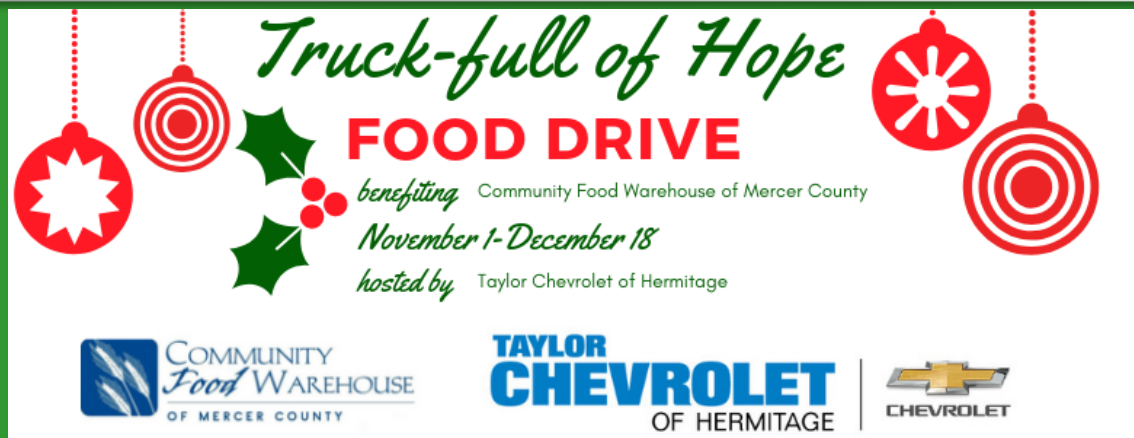 Truck-full of Hope
FOOD DRIVE
benefiting Community Food Warehouse of Mercer County
November 1-December 18
hosted by Taylor Chevrolet of Hermitage
COMMUNITY
Food WAREHOUSE
OF MERCER COUNTY
TAYLOR
CHEVROLET
OF HERMITAGE
CHEVROLET